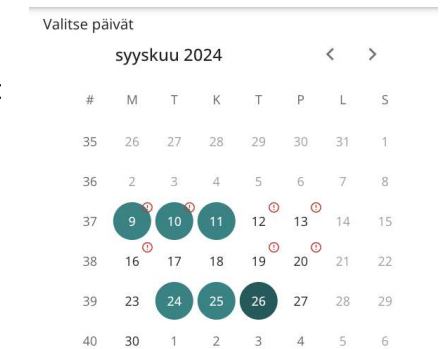 Valitse päivät
syyskuu 2024 < >
# M T K T P L S
35 26 27 28 29 30 31 1
36 2 3 4 5 6 7 8
37 9 10 11 12 13 14 15
38 16 17 18 19 20 21 22
39 23 24 25 26 27 28 29
40 30 1 2 3 4 5 6